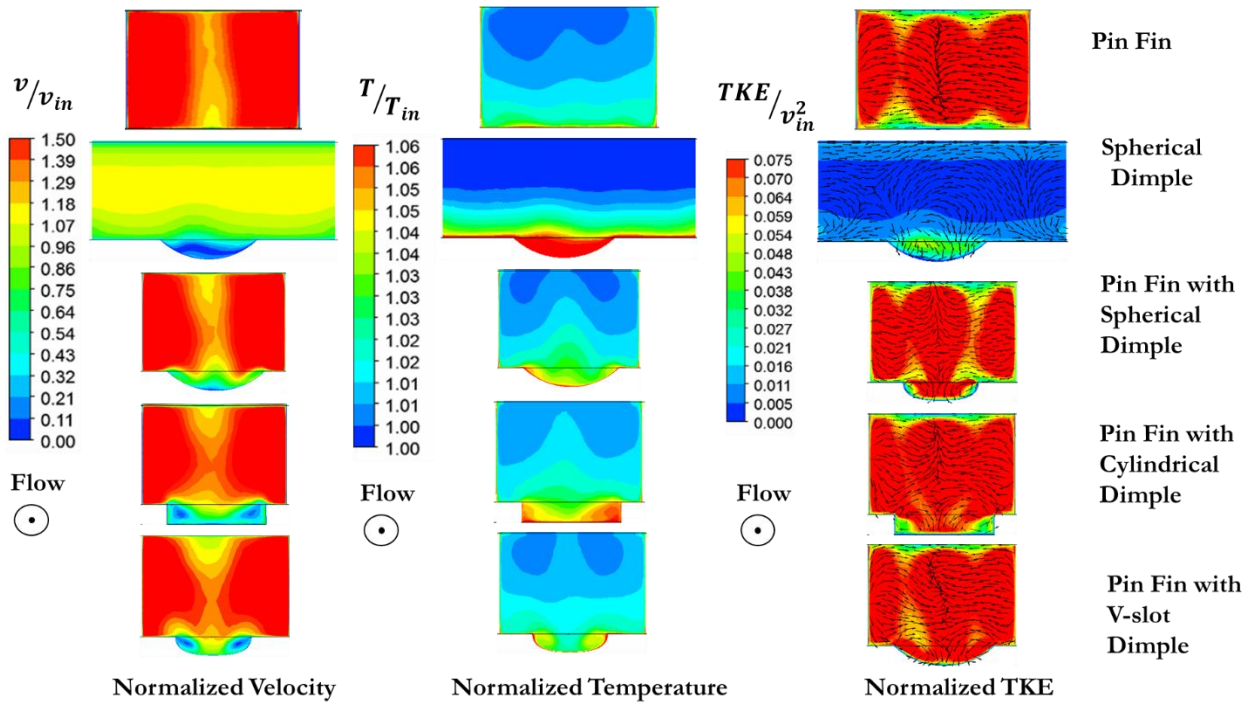 v/v_in
1.50
1.39
1.29
1.18
1.07
0.96
0.86
0.75
0.64
0.54
0.43
0.32
0.21
0.11
0.00
Flow
T/T_in
1.06
1.06
1.05
1.05
1.04
1.04
1.03
1.03
1.03
1.02
1.02
1.01
1.01
1.00
1.00
Flow
TKE/v_in^2
0.075
0.070
0.064
0.059
0.054
0.048
0.043
0.038
0.032
0.027
0.021
0.016
0.011
0.005
0.000
Flow
Pin Fin
Spherical
Dimple
Pin Fin with
Spherical
Dimple
Pin Fin with
Cylindrical
Dimple
Pin Fin with
V-slot
Dimple
Normalized Velocity
Normalized Temperature
Normalized TKE